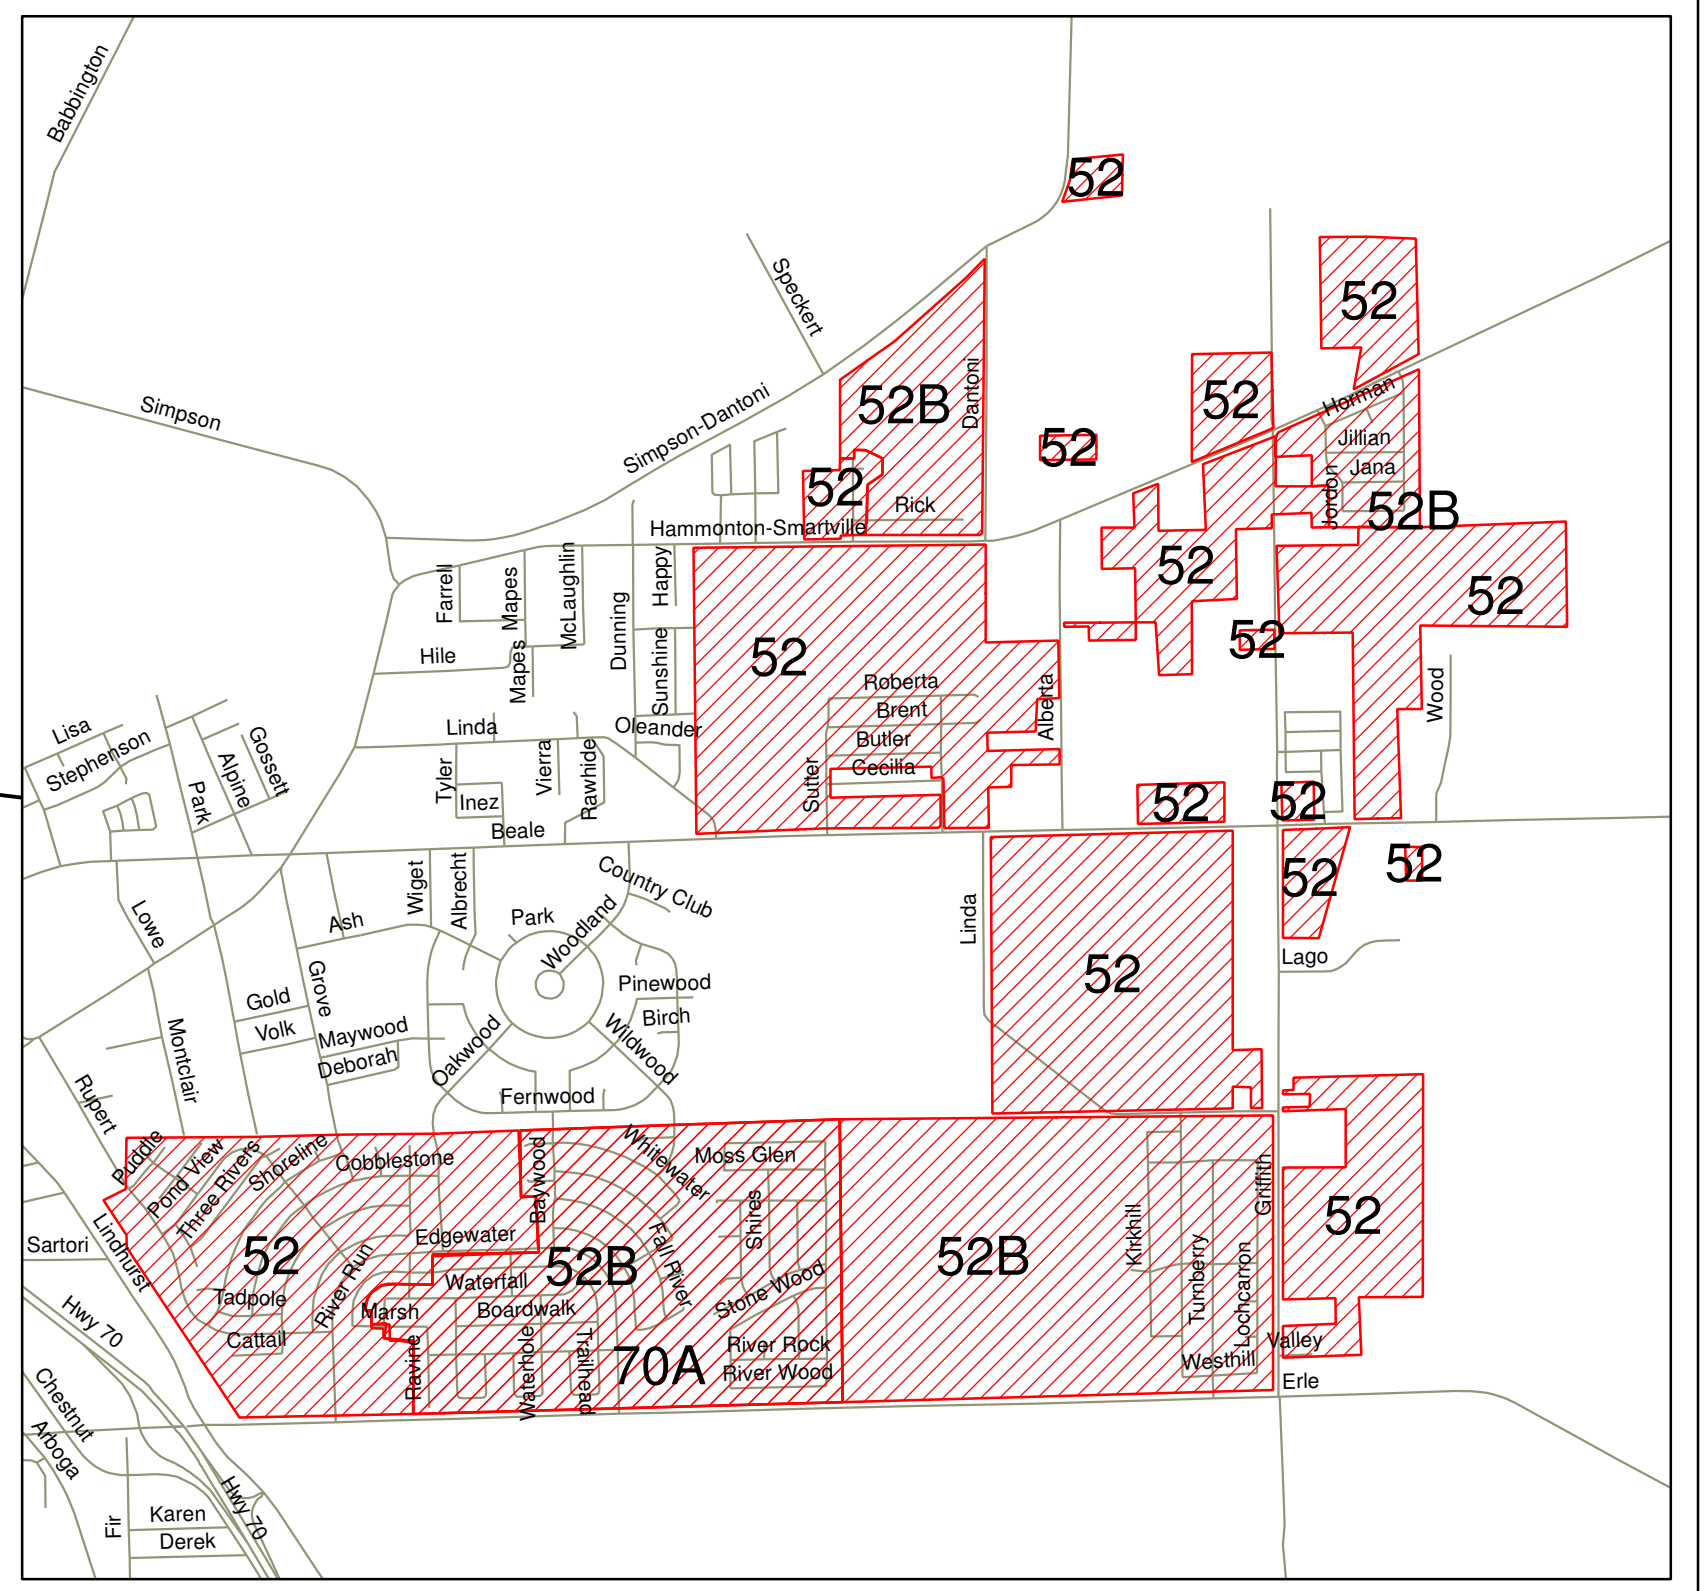 Babbington
52
Speckert
52
Simpson
Simpson-Dantoni
52B
Dantoni
52
Horman
52
Jillian
Jana
Jordon
52B
52
Rick
Hammonton-Smartville
Farrell
Mapes
McLaughlin
Happy
Dunning
Hile
Mapes
Sunshine
52
52
52
52
Roberta
Brent
Butler
Cecilia
Sutter
Alberta
Wood
Lisa
Stephenson
Gossett
Alpine
Park
Linda
Oleander
Tyler
Vierra
Rawhide
Inez
Beale
52
52
52
52
Wiget
Albrecht
Country Club
Lowe
Ash
Park
Woodland
Linda
Lago
Grove
Gold
Volk
Pinewood
Birch
52
Maywood
Deborah
Montclair
Oakwood
Wildwood
Rupert
Fernwood
Puddle
Pond View
Three Rivers
Shoreline
Cobblestone
Baywood
Whitewater
Moss Glen
Griffith
Shires
Kirkhill
52
Lindhurst
Sartori
52
Edgewater
52B
Fall River
52B
Turnberry
Lochcarron
Tadpole
River Run
Waterfall
Marsh
Boardwalk
Stone Wood
Hwy 70
Cattail
Ravine
Waterhole
Trailhead
70A
River Rock
River Wood
Westhill
Valley
Erle
Chestnut
Arboga
Hwy 70
Fir
Karen
Derek